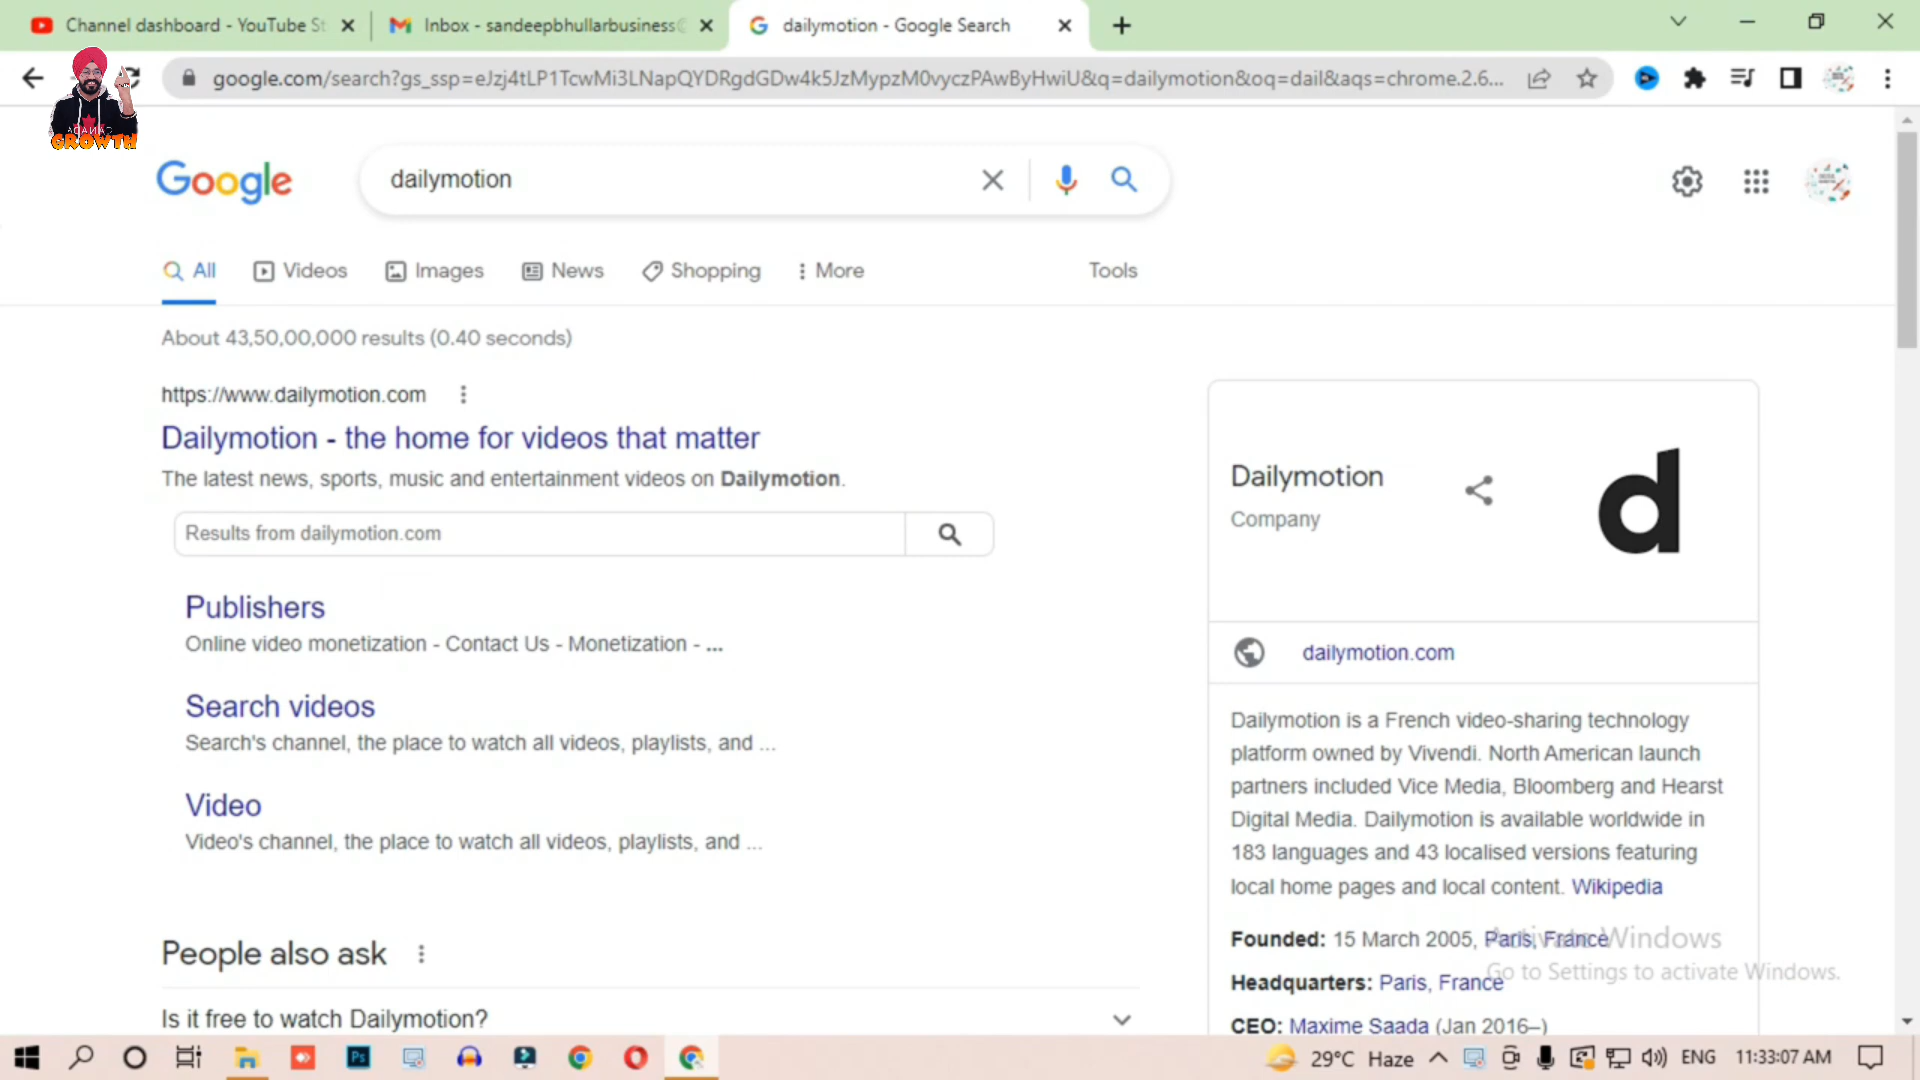 Channel dashboard - YouTube St
Inbox - sandeepbhullarbusiness@
dailymotion - Google Search
google.com/search?gs_ssp=eJzj4tLP1TcwMi3LNapQYDRgdGDw4k5JzMypzM0vyczPAwByHwiU&q=dailymotion&oq=dail&aqs=chrome.2.6...
GROWTH
Google
dailymotion
All
Videos
Images
News
Shopping
More
Tools
About 43,50,00,000 results (0.40 seconds)
https://www.dailymotion.com
Dailymotion - the home for videos that matter
The latest news, sports, music and entertainment videos on Dailymotion.
Results from dailymotion.com
Publishers
Online video monetization - Contact Us - Monetization - ...
Search videos
Search's channel, the place to watch all videos, playlists, and ...
Video
Video's channel, the place to watch all videos, playlists, and ...
People also ask
Is it free to watch Dailymotion?
Dailymotion
Company
d
dailymotion.com
Dailymotion is a French video-sharing technology
platform owned by Vivendi. North American launch
partners included Vice Media, Bloomberg and Hearst
Digital Media. Dailymotion is available worldwide in
183 languages and 43 localised versions featuring
local home pages and local content. Wikipedia
Founded: 15 March 2005, Paris, France
Activate Windows
Go to Settings to activate Windows.
Headquarters: Paris, France
CEO: Maxime Saada (Jan 2016–)
Ps
29°C Haze
ENG
11:33:07 AM